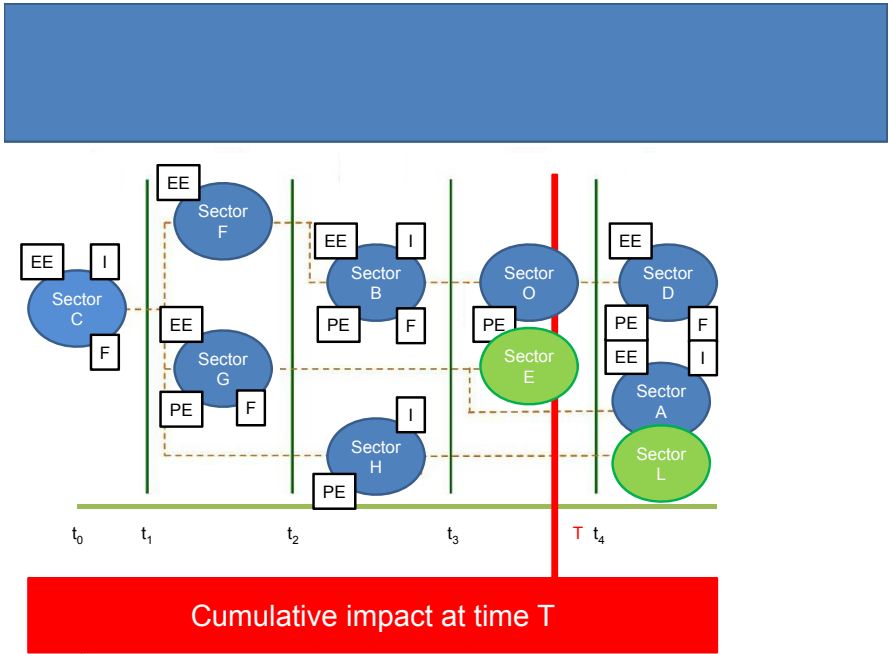 EE
Sector
F
EE
I
Sector
C
F
EE
I
Sector
B
PE
F
Sector
O
PE
EE
Sector
D
PE
F
EE
Sector
G
PE
F
Sector
E
EE
I
Sector
A
I
Sector
H
PE
Sector
L
t0 t1 t2 t3 T t4
Cumulative impact at time T